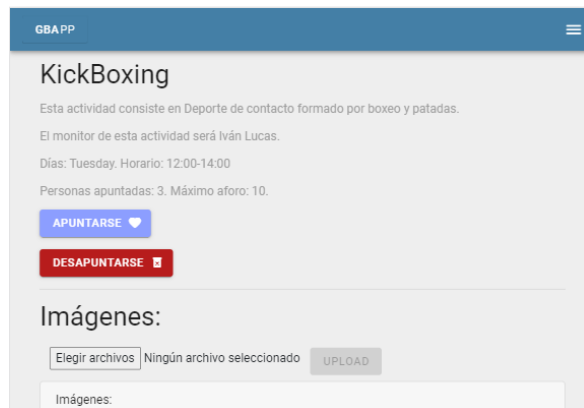 GBAPP
KickBoxing
Esta actividad consiste en Deporte de contacto formado por boxeo y patadas.
El monitor de esta actividad será Iván Lucas.
Días: Tuesday. Horario: 12:00-14:00
Personas apuntadas: 3. Máximo aforo: 10.
APUNTARSE
DESAPUNTARSE
Imágenes:
Elegir archivos Ningún archivo seleccionado UPLOAD
Imágenes: